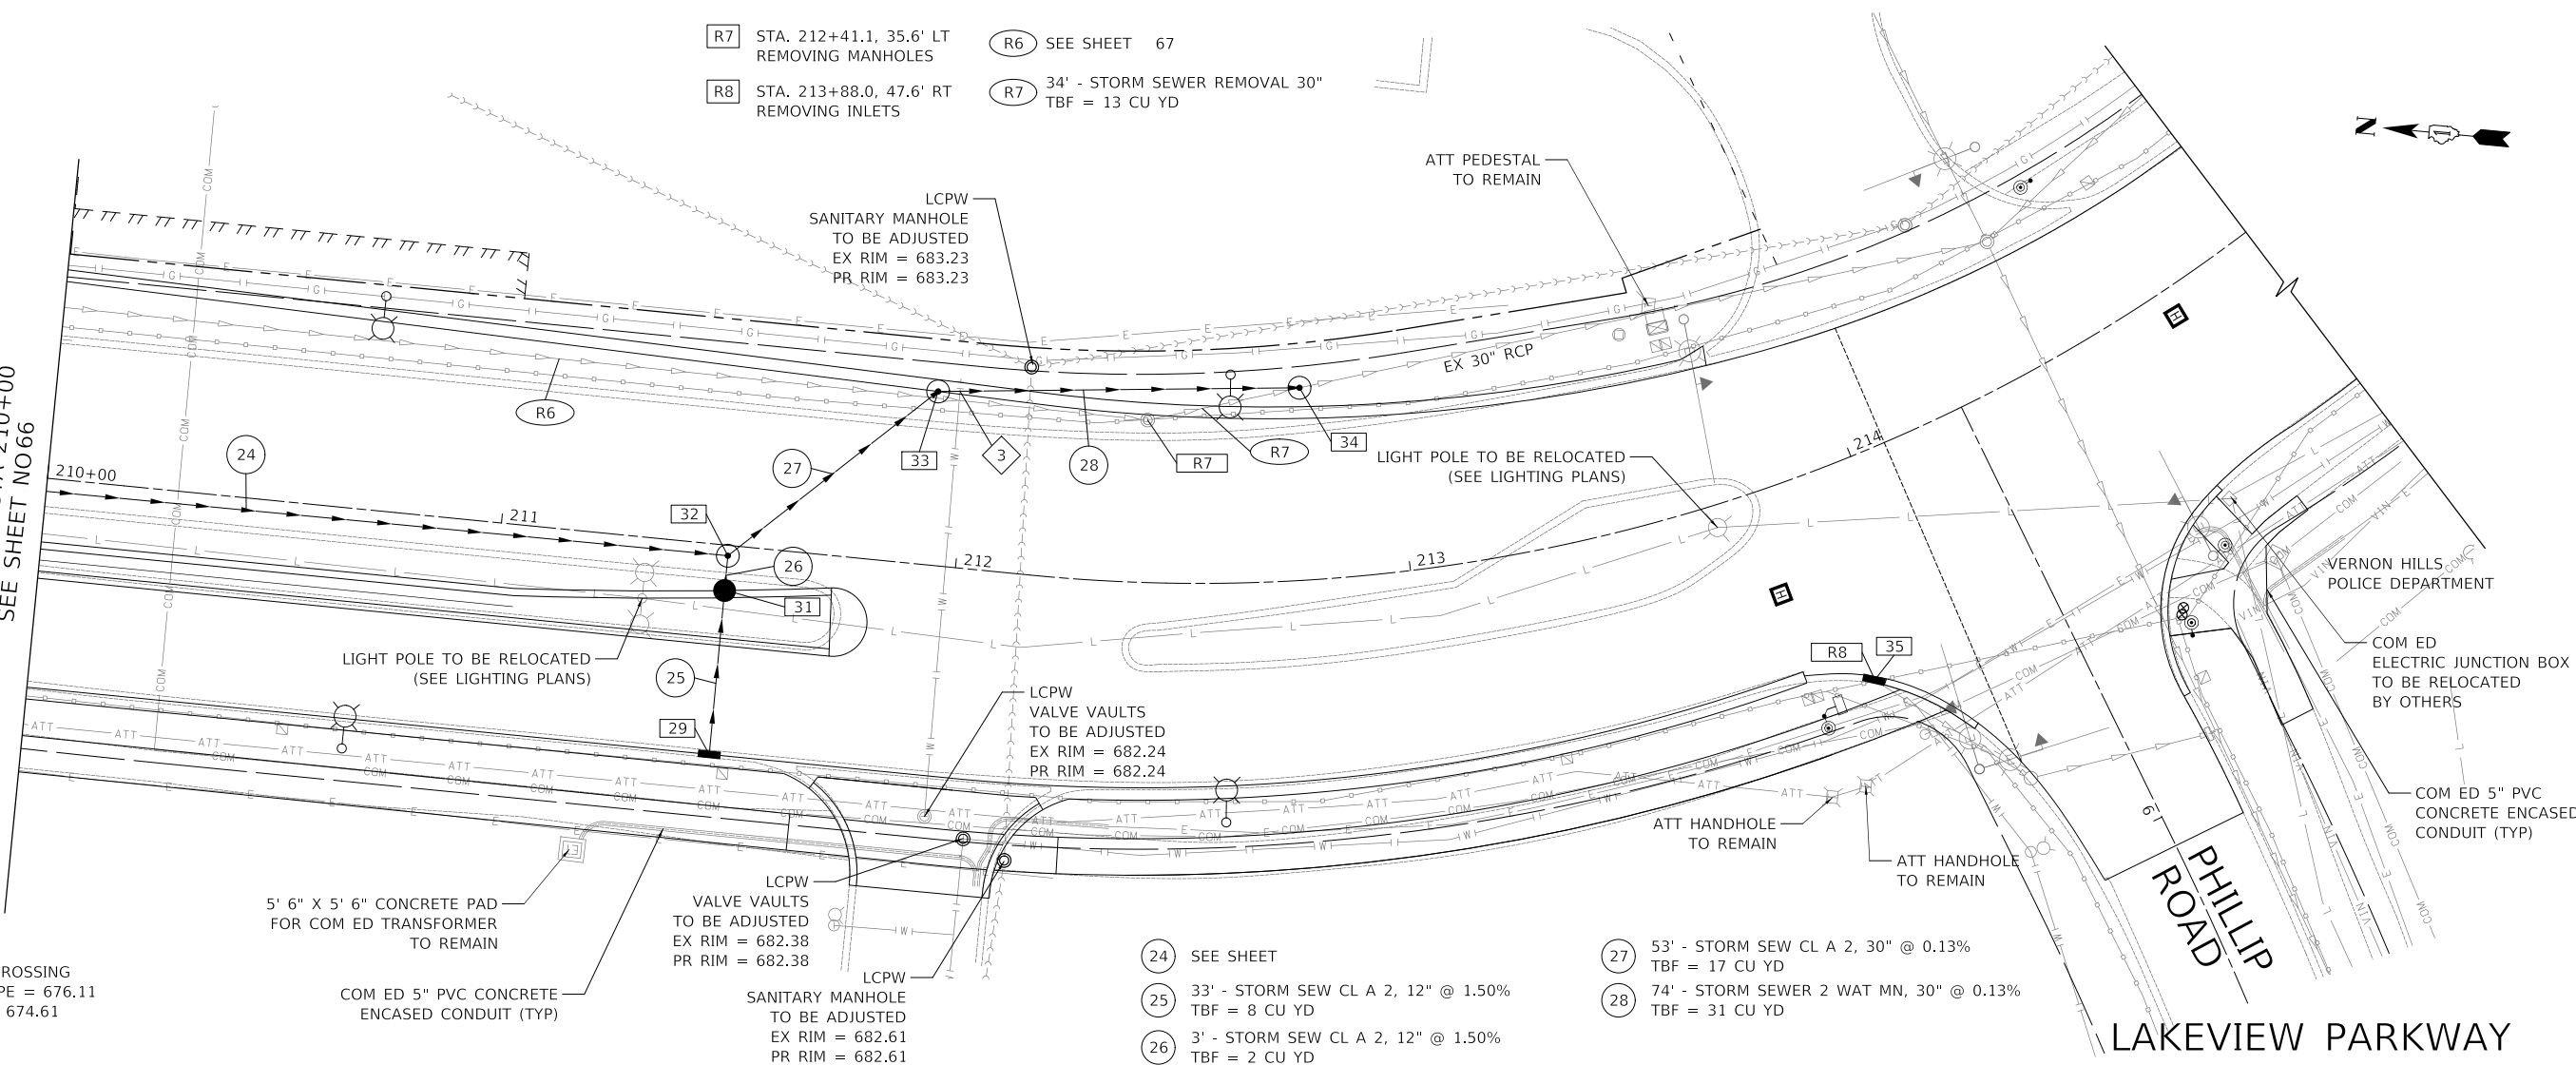 R7 STA. 212+41.1, 35.6' LT
REMOVING MANHOLES
R8 STA. 213+88.0, 47.6' RT
REMOVING INLETS
R6 SEE SHEET 67
R7 34' - STORM SEWER REMOVAL 30"
TBF = 13 CU YD
N
ATT PEDESTAL
TO REMAIN
LCPW
SANITARY MANHOLE
TO BE ADJUSTED
EX RIM = 683.23
PR RIM = 683.23
EX 30" RCP
SEE SHEET NO66
210+00
211
212
213
214
61
24
R6
27
33
3
28
R7
R7
34
32
26
31
25
29
R8
35
LIGHT POLE TO BE RELOCATED
(SEE LIGHTING PLANS)
LIGHT POLE TO BE RELOCATED
(SEE LIGHTING PLANS)
VERNON HILLS
POLICE DEPARTMENT
COM ED
ELECTRIC JUNCTION BOX
TO BE RELOCATED
BY OTHERS
COM ED 5" PVC
CONCRETE ENCASED
CONDUIT (TYP)
LCPW
VALVE VAULTS
TO BE ADJUSTED
EX RIM = 682.24
PR RIM = 682.24
ATT HANDHOLE
TO REMAIN
ATT HANDHOLE
TO REMAIN
PHILLIP
ROAD
5' 6" X 5' 6" CONCRETE PAD
FOR COM ED TRANSFORMER
TO REMAIN
LCPW
VALVE VAULTS
TO BE ADJUSTED
EX RIM = 682.38
PR RIM = 682.38
COM ED 5" PVC CONCRETE
ENCASED CONDUIT (TYP)
LCPW
SANITARY MANHOLE
TO BE ADJUSTED
EX RIM = 682.61
PR RIM = 682.61
ROSSING
PE = 676.11
674.61
24 SEE SHEET
25 33' - STORM SEW CL A 2, 12" @ 1.50%
TBF = 8 CU YD
26 3' - STORM SEW CL A 2, 12" @ 1.50%
TBF = 2 CU YD
27 53' - STORM SEW CL A 2, 30" @ 0.13%
TBF = 17 CU YD
28 74' - STORM SEWER 2 WAT MN, 30" @ 0.13%
TBF = 31 CU YD
LAKEVIEW PARKWAY